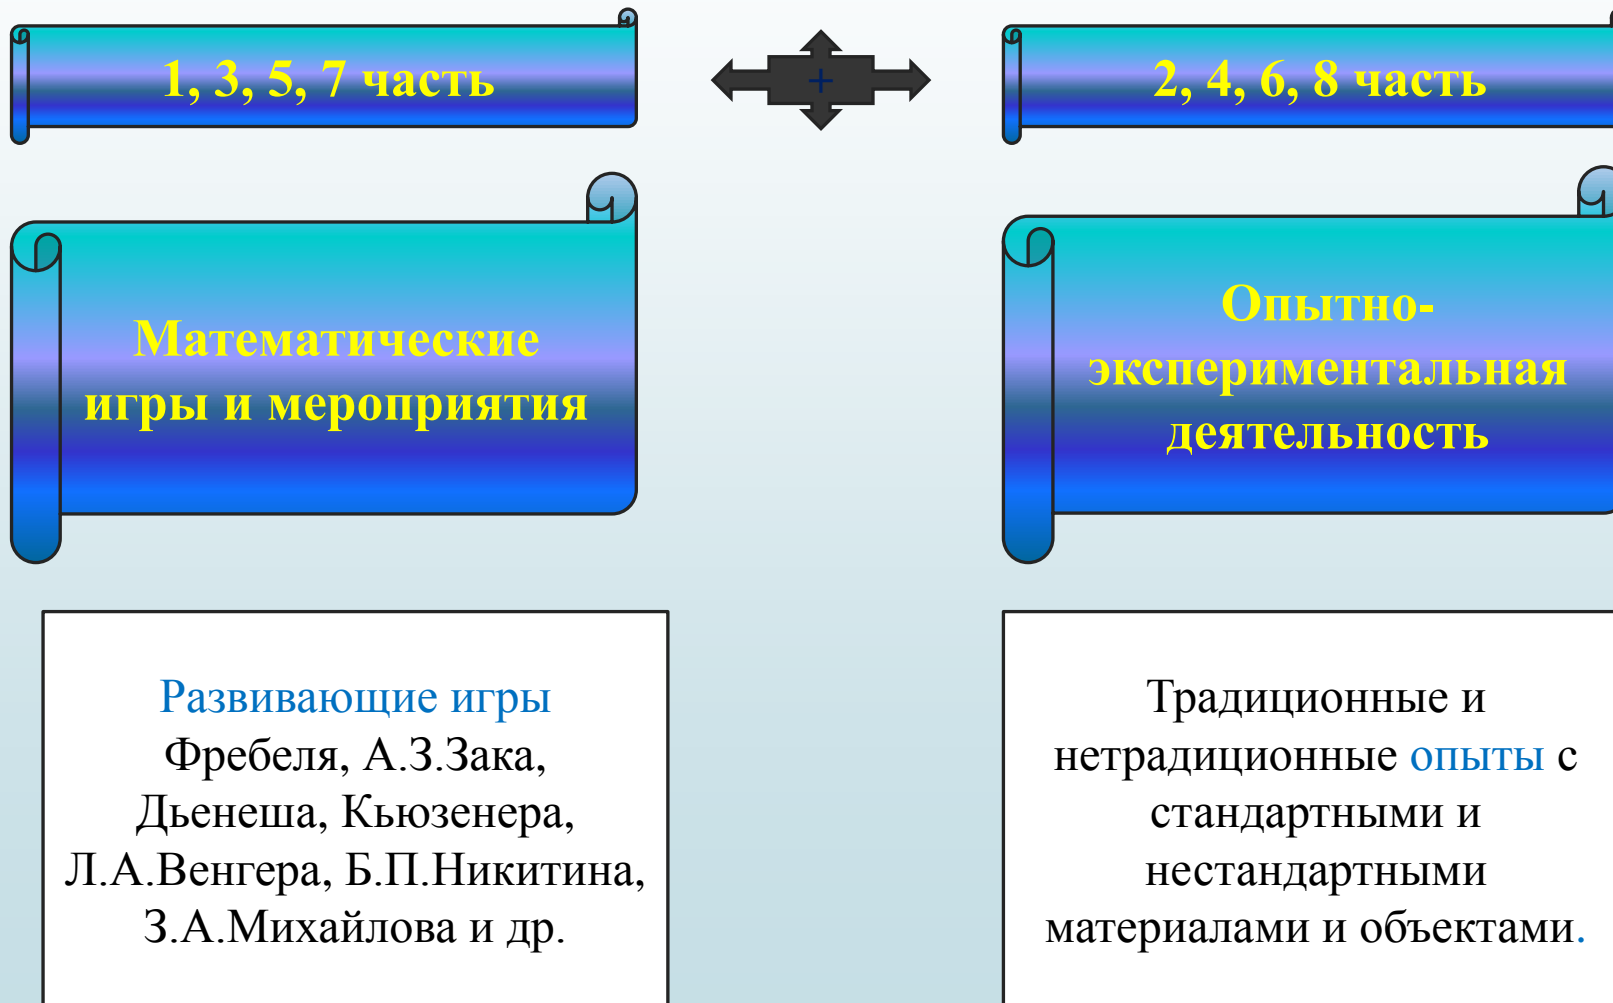 1, 3, 5, 7 часть
+
2, 4, 6, 8 часть
Математические
игры и мероприятия
Опытно-
экспериментальная
деятельность
Развивающие игры
Фребеля, А.З.Зака,
Дьенеша, Кьюзенера,
Л.А.Венгера, Б.П.Никитина,
З.А.Михайлова и др.
Традиционные и
нетрадиционные опыты с
стандартными и
нестандартными
материалами и объектами.